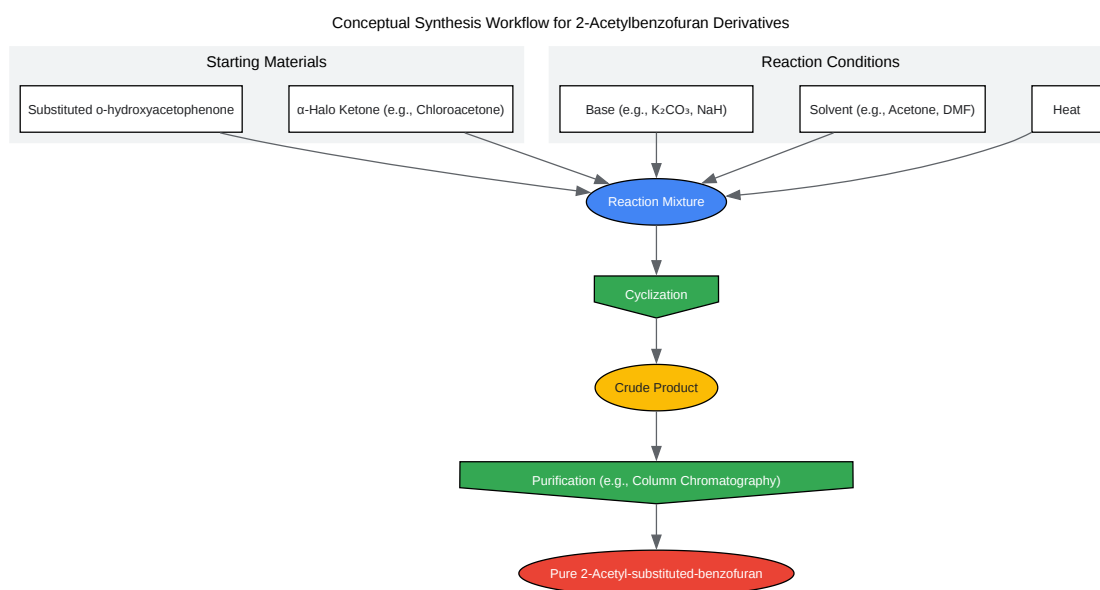 Conceptual Synthesis Workflow for 2-Acetylbenzofuran Derivatives
Starting Materials
Reaction Conditions
Substituted o-hydroxyacetophenone
α-Halo Ketone (e.g., Chloroacetone)
Base (e.g., K₂CO₃, NaH)
Solvent (e.g., Acetone, DMF)
Heat
Reaction Mixture
Cyclization
Crude Product
Purification (e.g., Column Chromatography)
Pure 2-Acetyl-substituted-benzofuran